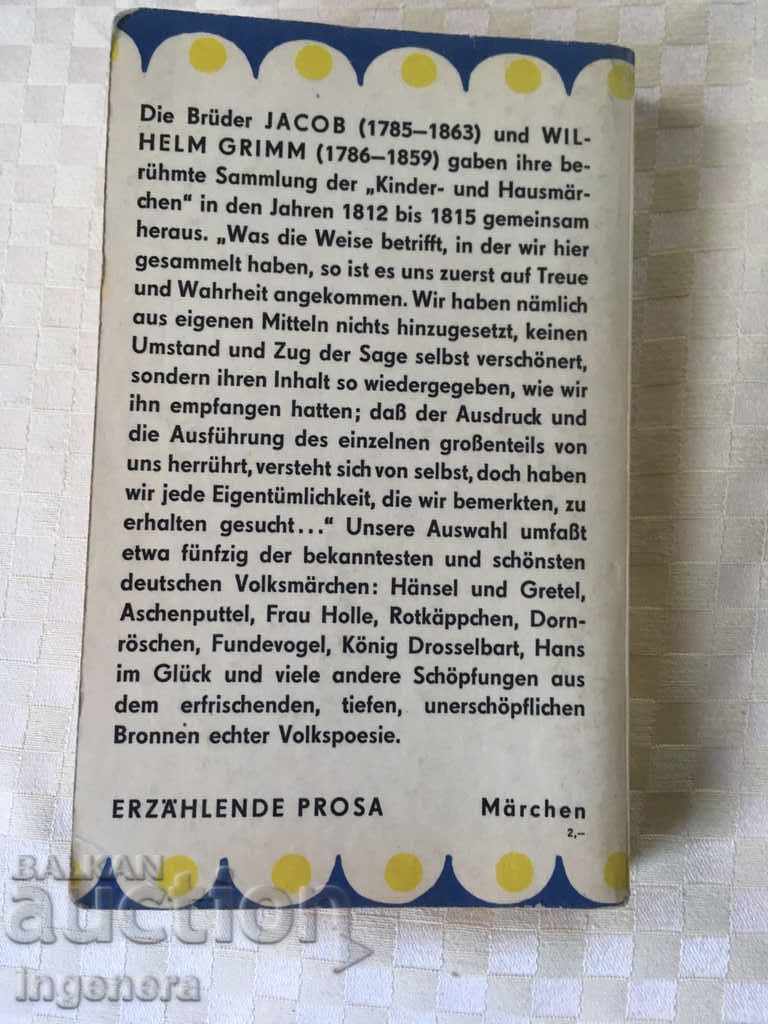 Die Brüder JACOB (1785–1863) und WIL-
HELM GRIMM (1786–1859) gaben ihre be-
rühmte Sammlung der „Kinder- und Hausmär-
chen“ in den Jahren 1812 bis 1815 gemeinsam
heraus. „Was die Weise betrifft, in der wir hier
gesammelt haben, so ist es uns zuerst auf Treue
und Wahrheit angekommen. Wir haben nämlich
aus eigenen Mitteln nichts hinzugesetzt, keinen
Umstand und Zug der Sage selbst verschönert,
sondern ihren Inhalt so wiedergegeben, wie wir
ihn empfangen hatten; daß der Ausdruck und
die Ausführung des einzelnen großenteils von
uns herrührt, versteht sich von selbst, doch haben
wir jede Eigentümlichkeit, die wir bemerkten, zu
erhalten gesucht...“ Unsere Auswahl umfaßt
etwa fünfzig der bekanntesten und schönsten
deutschen Volksmärchen: Hänsel und Gretel,
Aschenputtel, Frau Holle, Rotkäppchen, Dorn-
röschen, Fundevogel, König Drosselbart, Hans
im Glück und viele andere Schöpfungen aus
dem erfrischenden, tiefen, unerschöpflichen
Bronnen echter Volkspoesie.
ERZÄHLENDE PROSA Märchen
2,–
BALKAN
auction
ingenera